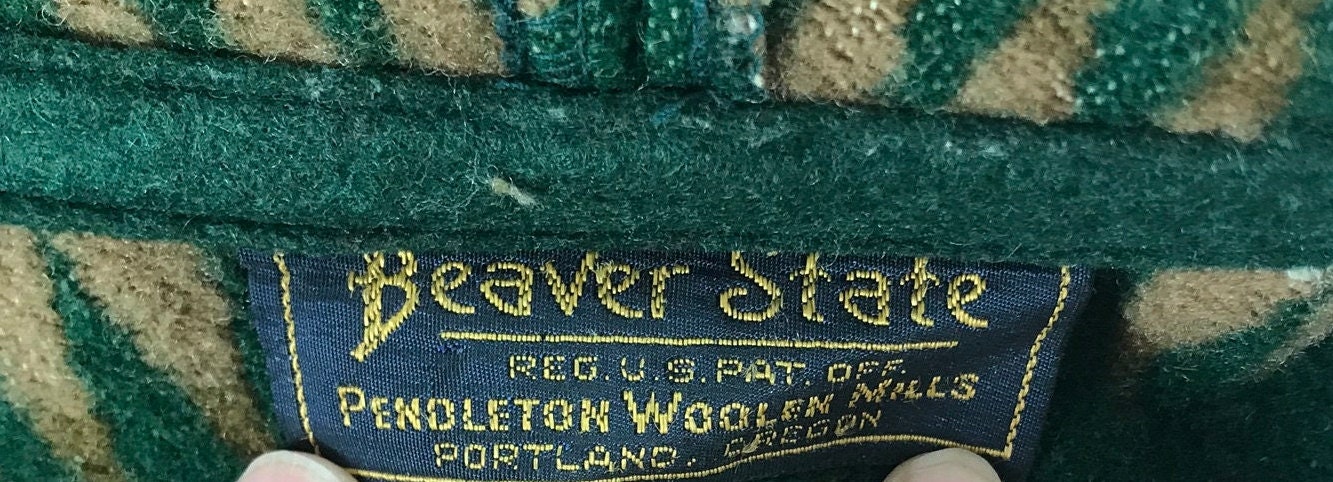 Beaver State
REG. U.S. PAT. OFF.
PENDLETON WOOLEN MILLS
PORTLAND, OREGON